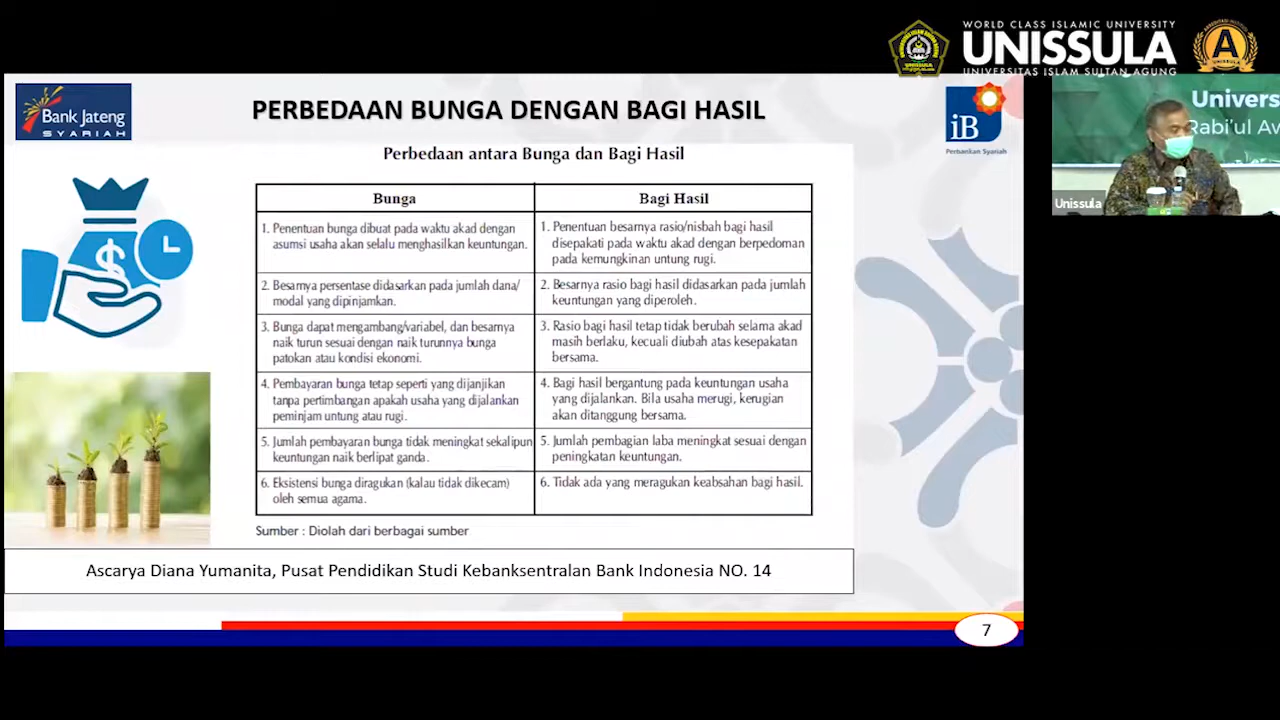 WORLD CLASS ISLAMIC UNIVERSITY
UNISSULA
UNIVERSITAS ISLAM SULTAN AGUNG
A
Bank Jateng
SYARIAH
PERBEDAAN BUNGA DENGAN BAGI HASIL
iB
Perbankan Syariah
Univers
Rabi'ul Aw
Unissula
Perbedaan antara Bunga dan Bagi Hasil
Bunga
1. Penentuan bunga dibuat pada waktu akad dengan
asumsi usaha akan selalu menghasilkan keuntungan.
2. Besarnya persentase didasarkan pada jumlah dana/
modal yang dipinjamkan.
3. Bunga dapat mengambang/variabel, dan besarnya
naik turun sesuai dengan naik turunnya bunga
patokan atau kondisi ekonomi.
4. Pembayaran bunga tetap seperti yang dijanjikan
tanpa pertimbangan apakah usaha yang dijalankan
peminjam untung atau rugi.
5. Jumlah pembayaran bunga tidak meningkat sekalipun
keuntungan naik berlipat ganda.
6. Eksistensi bunga diragukan (kalau tidak dikecam)
oleh semua agama.
Bagi Hasil
1. Penentuan besarnya rasio/nisbah bagi hasil
disepakati pada waktu akad dengan berpedoman
pada kemungkinan untung rugi.
2. Besarnya rasio bagi hasil didasarkan pada jumlah
keuntungan yang diperoleh.
3. Rasio bagi hasil tetap tidak berubah selama akad
masih berlaku, kecuali diubah atas kesepakatan
bersama.
4. Bagi hasil bergantung pada keuntungan usaha
yang dijalankan. Bila usaha merugi, kerugian
akan ditanggung bersama.
5. Jumlah pembagian laba meningkat sesuai dengan
peningkatan keuntungan.
6. Tidak ada yang meragukan keabsahan bagi hasil.
Sumber : Diolah dari berbagai sumber
Ascarya Diana Yumanita, Pusat Pendidikan Studi Kebanksentralan Bank Indonesia NO. 14
7